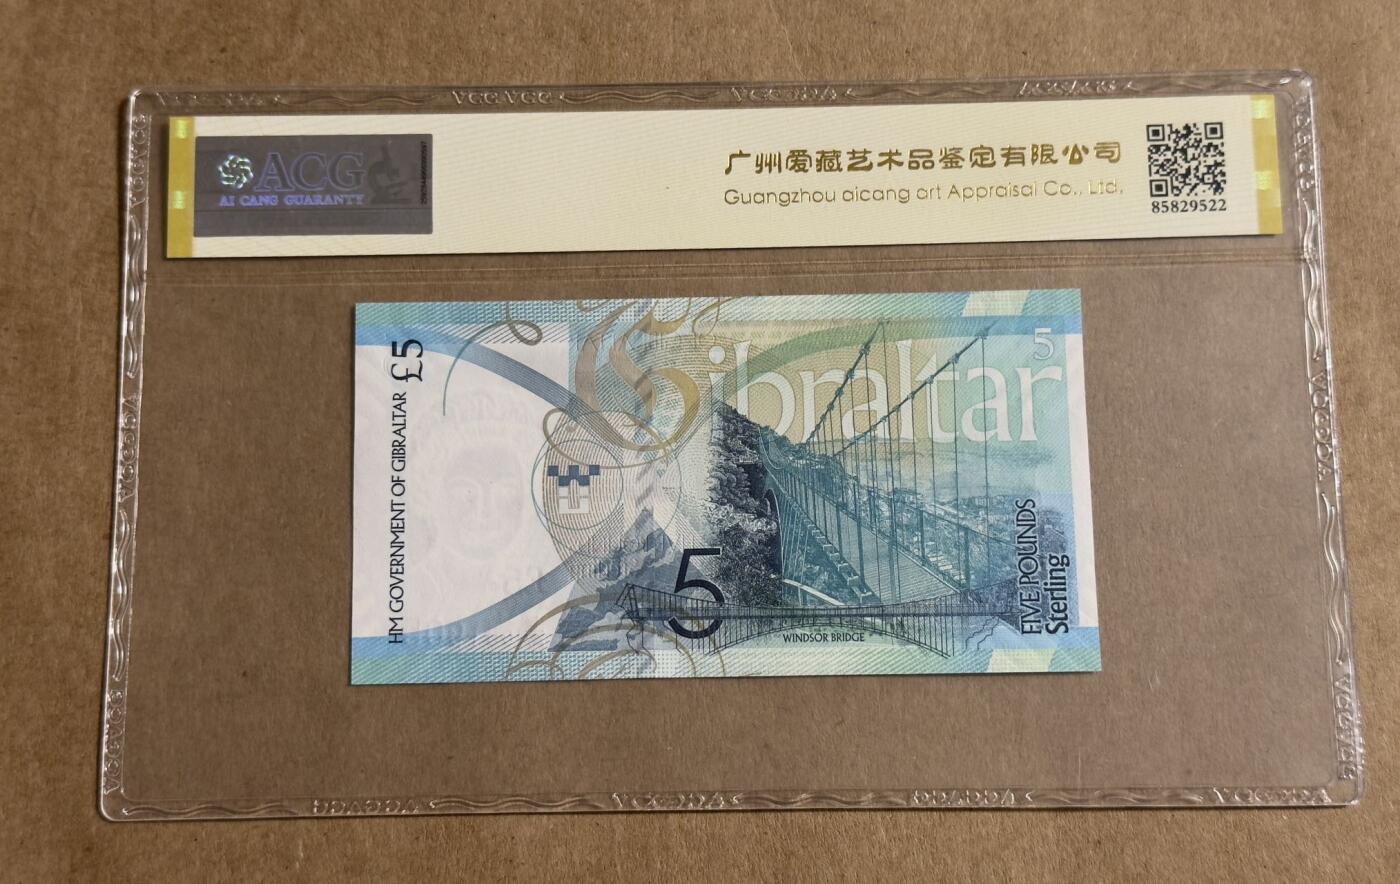 ACG
AI CANG GUARANTY
广州爱藏艺术品鉴定有限公司
Guangzhou aicang art Appraisal Co., Ltd.
85829522
HM GOVERNMENT OF GIBRALTAR £5
Gibraltar
5
5
WINDSOR BRIDGE
FIVE POUNDS
Sterling